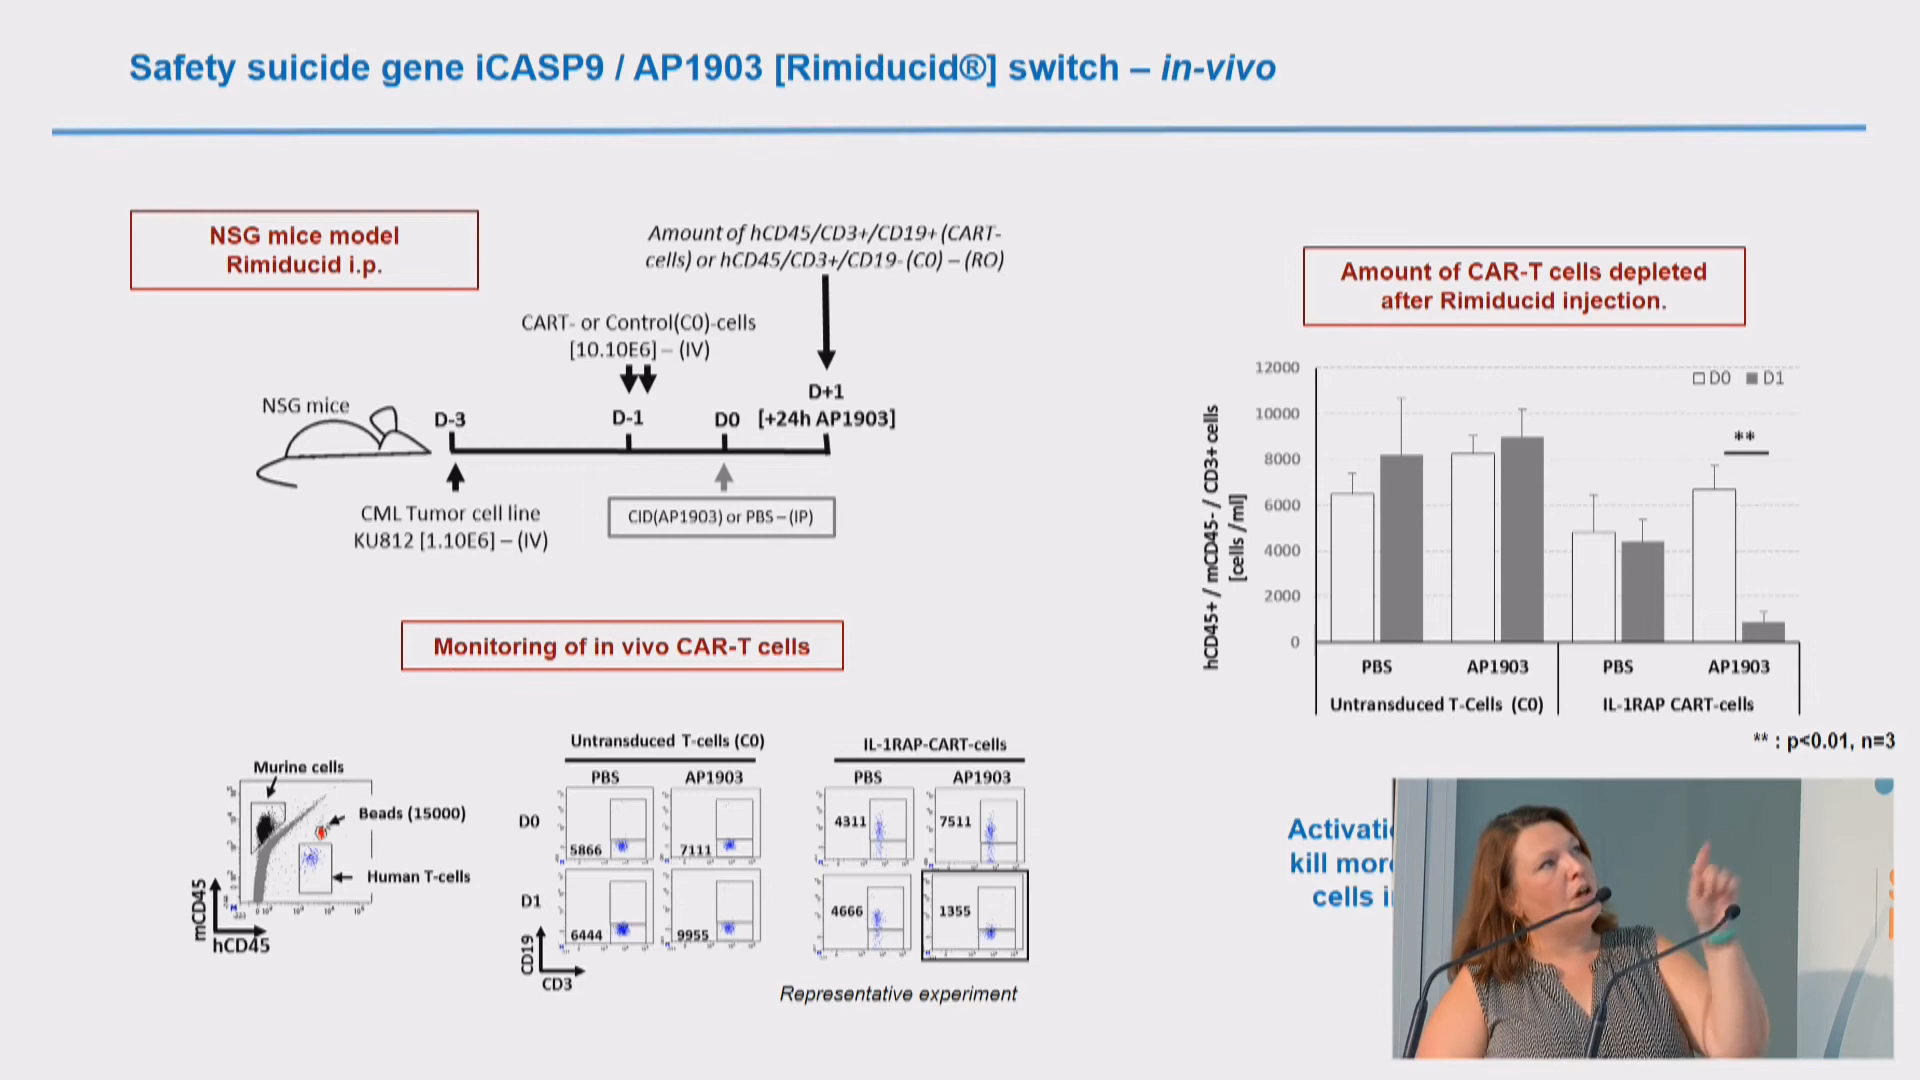 Safety suicide gene iCASP9 / AP1903 [Rimiducid®] switch – in-vivo
NSG mice model
Rimiducid i.p.
Amount of hCD45/CD3+/CD19+ (CART-
cells) or hCD45/CD3+/CD19- (C0) – (RO)
CART- or Control(C0)-cells
[10.10E6] – (IV)
NSG mice
D-3
D-1
D0
D+1
[+24h AP1903]
CML Tumor cell line
KU812 [1.10E6] – (IV)
CID(AP1903) or PBS – (IP)
Monitoring of in vivo CAR-T cells
Murine cells
Beads (15000)
Human T-cells
mCD45
hCD45
Untransduced T-cells (C0)
IL-1RAP-CART-cells
PBS
AP1903
PBS
AP1903
D0
5866
7111
4311
7511
D1
6444
9955
4666
1355
CD19
CD3
Representative experiment
Amount of CAR-T cells depleted
after Rimiducid injection.
hCD45+ / mCD45- / CD3+ cells
[cells /ml]
12000
10000
8000
6000
4000
2000
0
D0 D1
**
PBS
AP1903
PBS
AP1903
Untransduced T-Cells (C0)
IL-1RAP CART-cells
** : p<0.01, n=3
Activati
kill mor
cells i